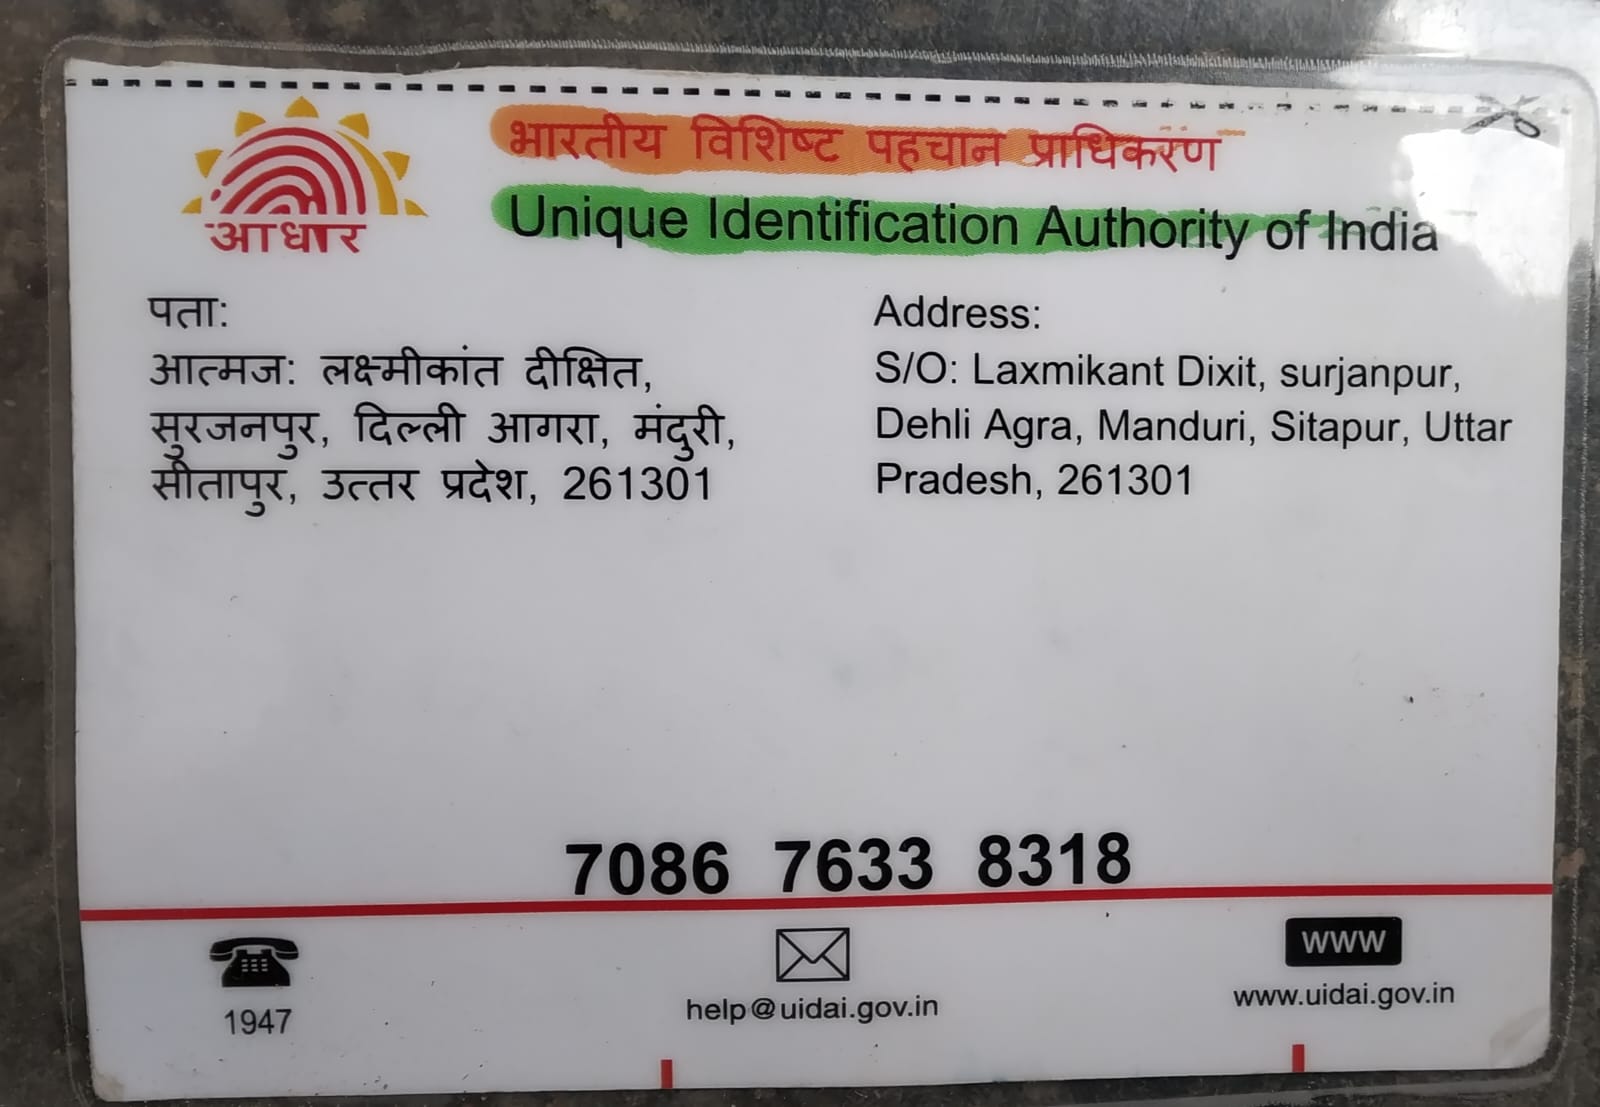 भारतीय विशिष्ट पहचान प्राधिकरण
Unique Identification Authority of India
आधार
पता:
आत्मज: लक्ष्मीकांत दीक्षित,
सुरजनपुर, दिल्ली आगरा, मंदुरी,
सीतापुर, उत्तर प्रदेश, 261301
Address:
S/O: Laxmikant Dixit, surjanpur,
Dehli Agra, Manduri, Sitapur, Uttar
Pradesh, 261301
7086 7633 8318
1947
help@uidai.gov.in
www
www.uidai.gov.in